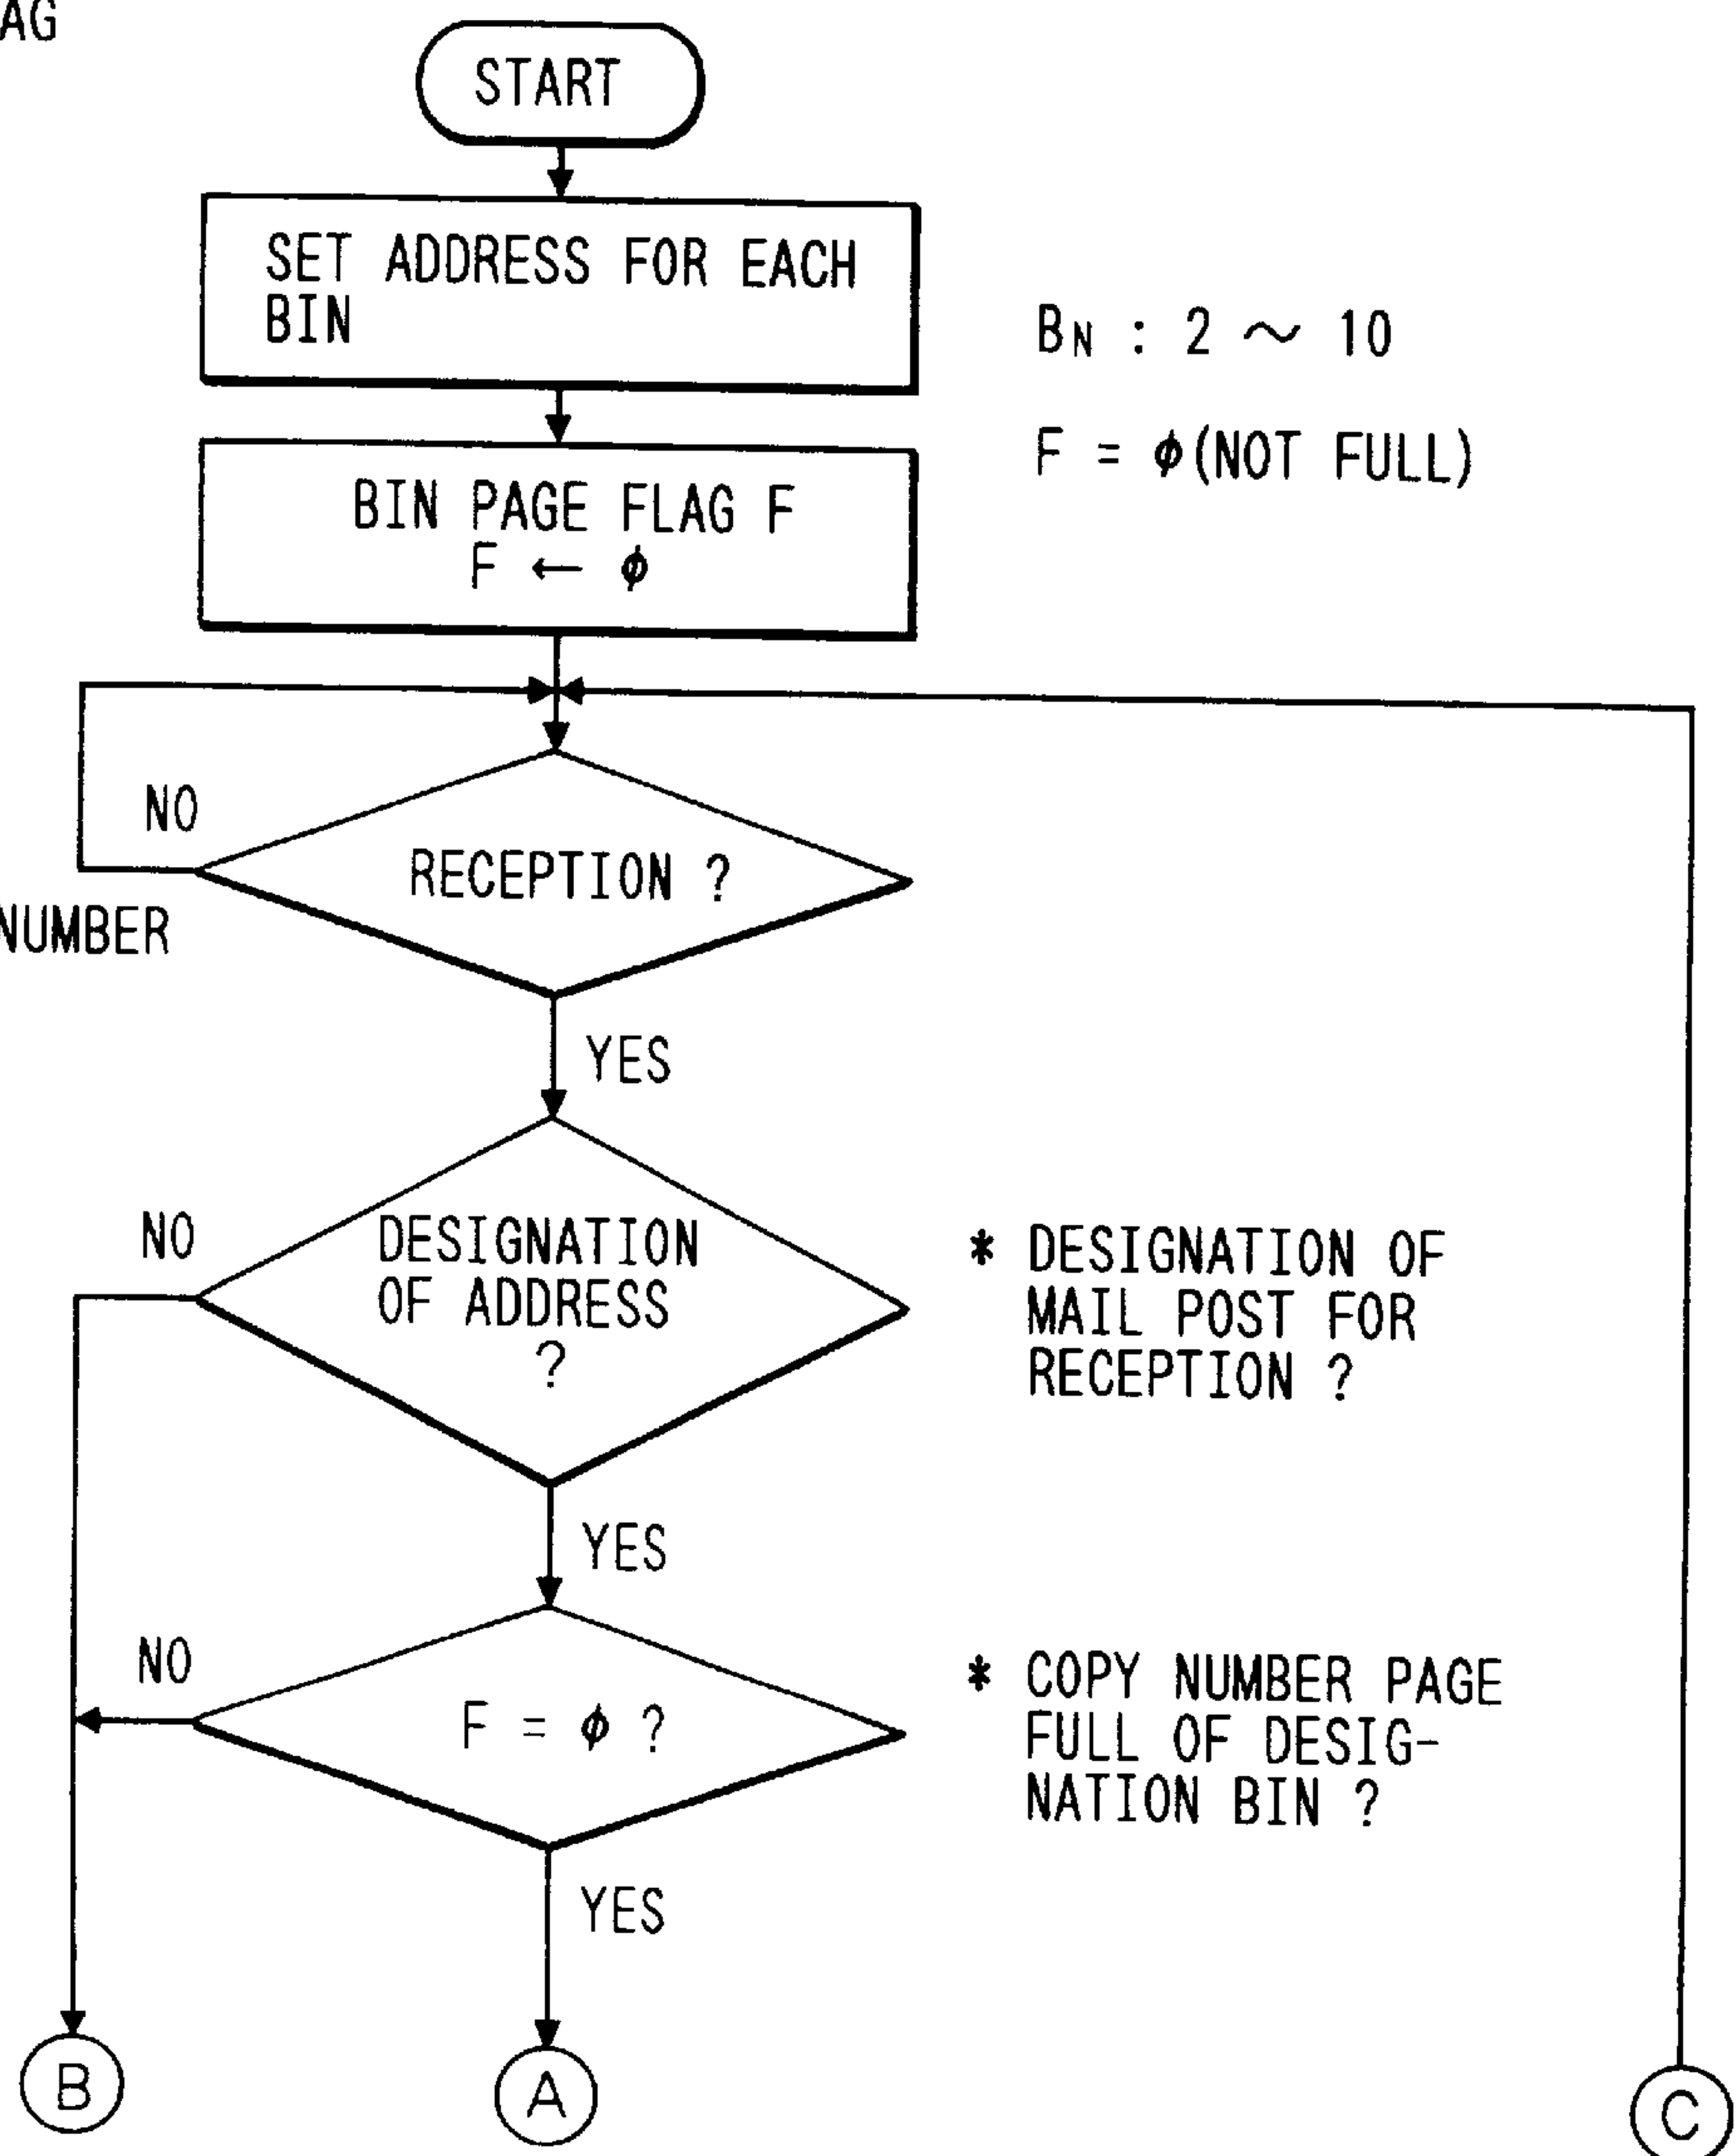 AG
START
SET ADDRESS FOR EACH
BIN
BN : 2 ~ 10
F = ϕ(NOT FULL)
BIN PAGE FLAG F
F ← ϕ
NO
RECEPTION ?
NUMBER
YES
NO
DESIGNATION
OF ADDRESS
?
* DESIGNATION OF
MAIL POST FOR
RECEPTION ?
YES
NO
F = ϕ ?
* COPY NUMBER PAGE
FULL OF DESIG-
NATION BIN ?
YES
B
A
C